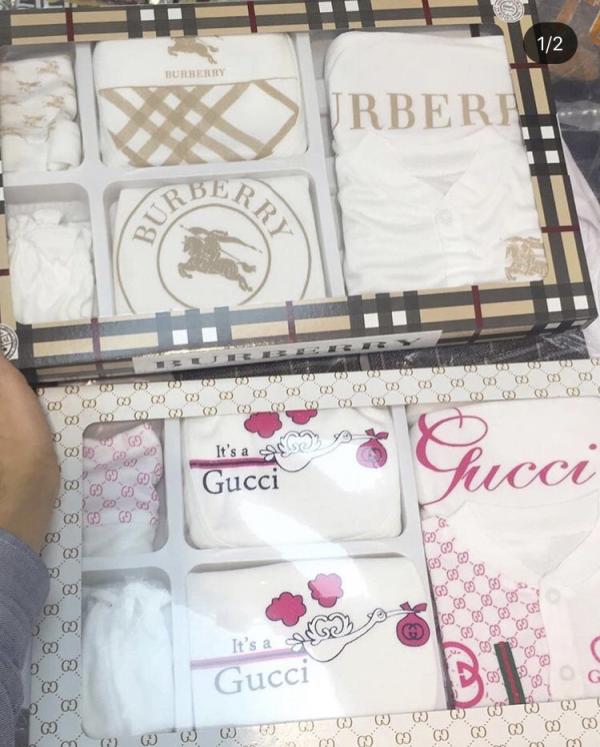 1/2
BURBERRY
URBERR
BURBERRY
BURBERRY
It's a
Gucci
Gucci
It's a
Gucci